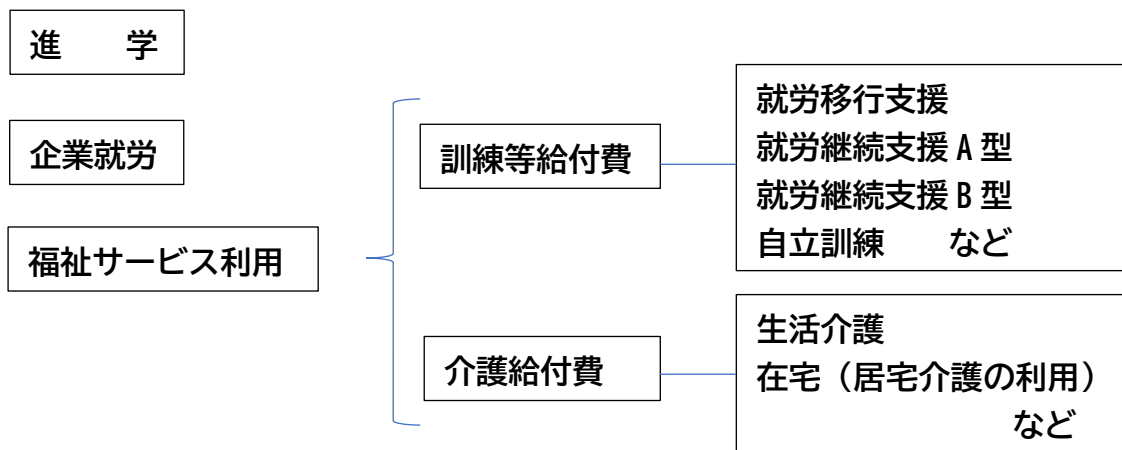 進　　学
企業就労
福祉サービス利用
訓練等給付費
就労移行支援
就労継続支援 A 型
就労継続支援 B 型
自立訓練　　など
介護給付費
生活介護
在宅（居宅介護の利用）
など